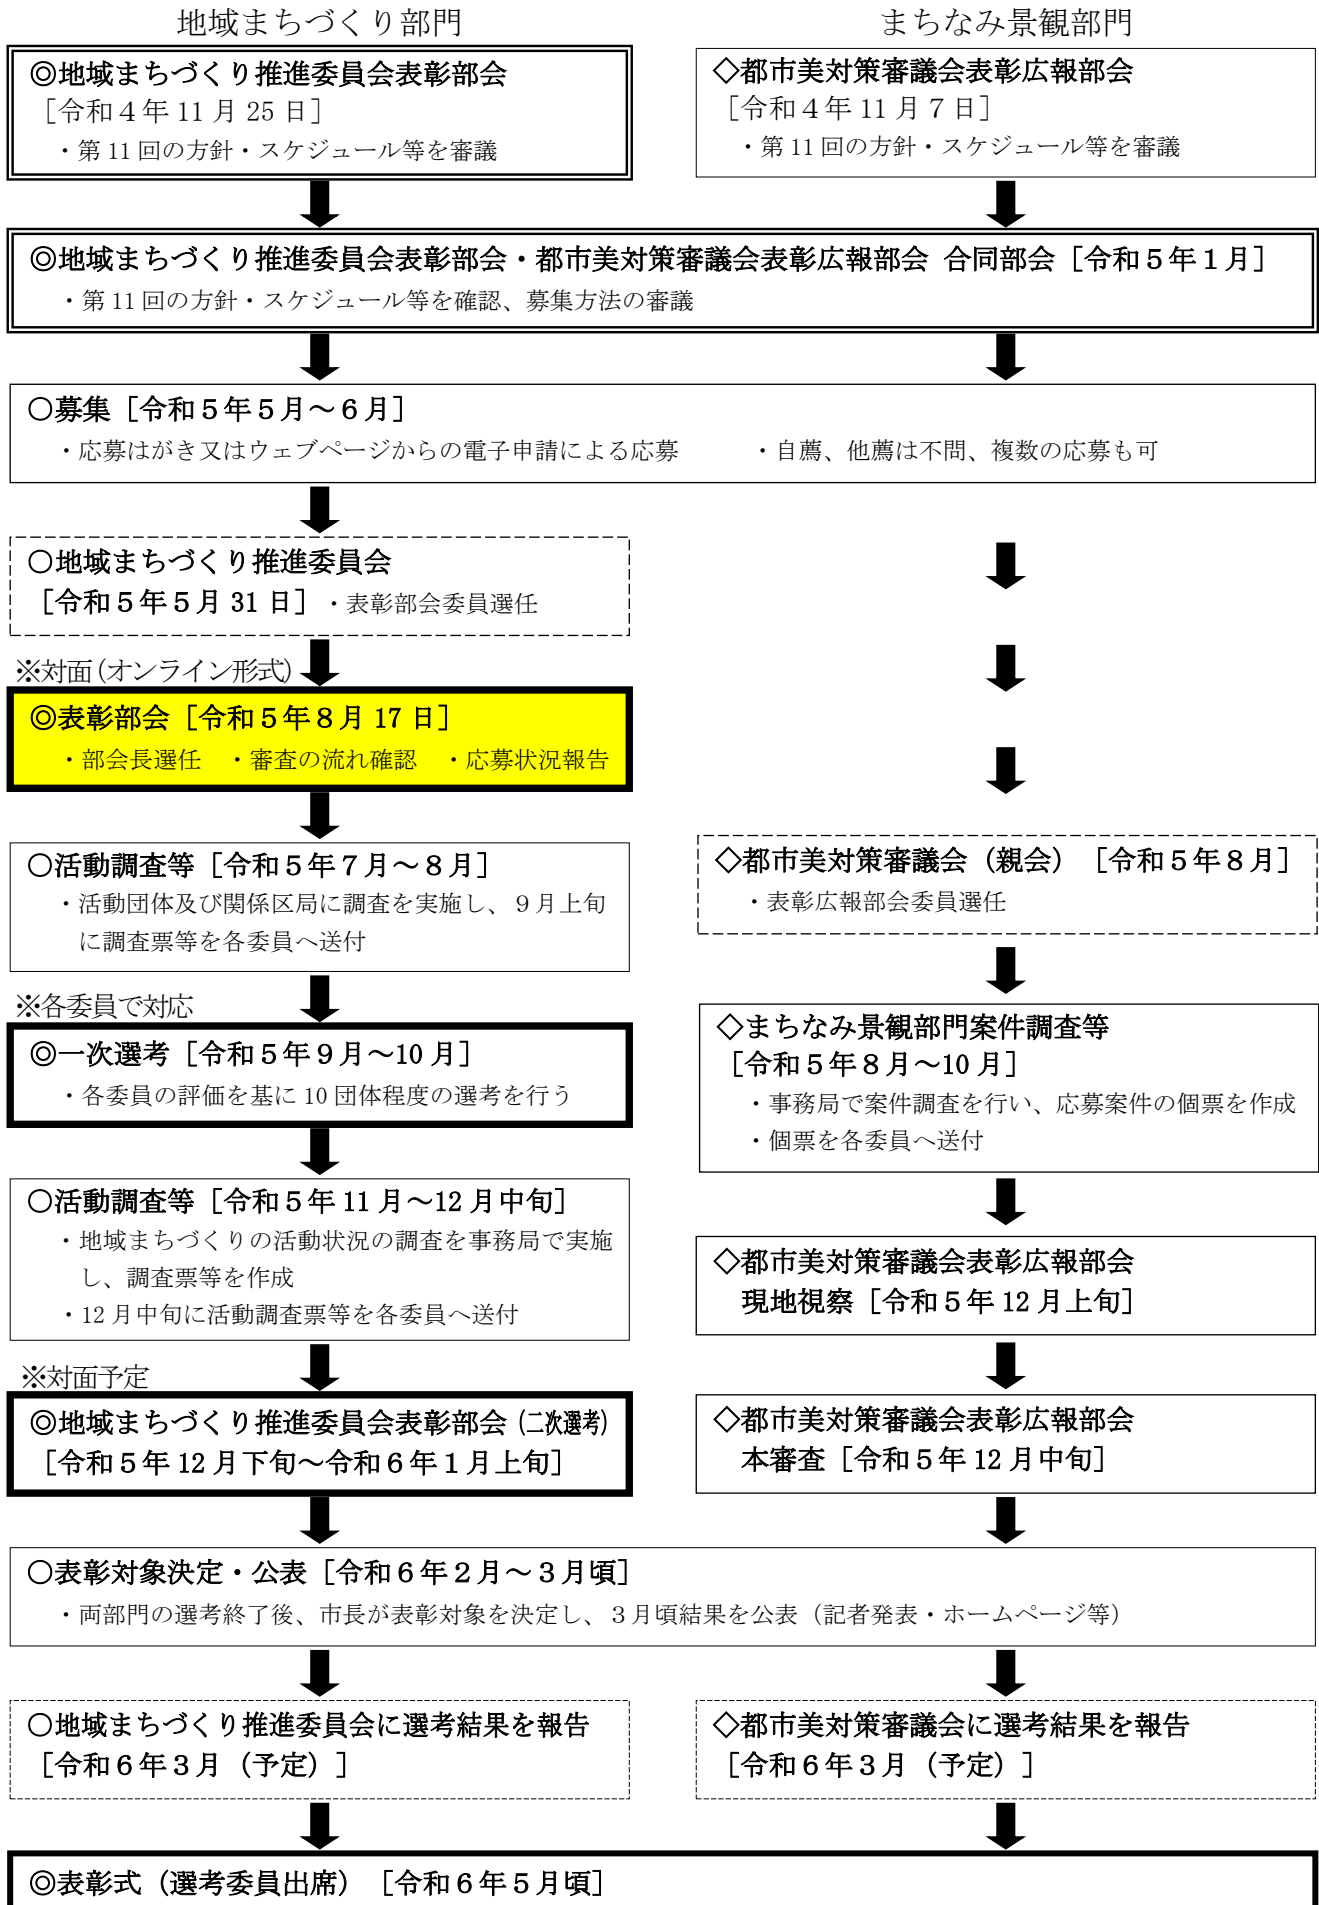 地域まちづくり部門
まちなみ景観部門
◎地域まちづくり推進委員会表彰部会
［令和４年 11 月 25 日］
・第 11 回の方針・スケジュール等を審議
◇都市美対策審議会表彰広報部会
［令和４年 11 月７日］
・第 11 回の方針・スケジュール等を審議
◎地域まちづくり推進委員会表彰部会・都市美対策審議会表彰広報部会 合同部会［令和５年１月］
・第 11 回の方針・スケジュール等を確認、募集方法の審議
○募集［令和５年５月～６月］
・応募はがき又はウェブページからの電子申請による応募　　　・自薦、他薦は不問、複数の応募も可
○地域まちづくり推進委員会
［令和５年５月 31 日］・表彰部会委員選任
※対面(オンライン形式)
◎表彰部会［令和５年８月 17 日］
・部会長選任　・審査の流れ確認　・応募状況報告
○活動調査等［令和５年７月～８月］
・活動団体及び関係区局に調査を実施し、９月上旬
に調査票等を各委員へ送付
◇都市美対策審議会（親会）［令和５年８月］
・表彰広報部会委員選任
※各委員で対応
◎一次選考［令和５年９月～10 月］
・各委員の評価を基に 10 団体程度の選考を行う
◇まちなみ景観部門案件調査等
［令和５年８月～10 月］
・事務局で案件調査を行い、応募案件の個票を作成
・個票を各委員へ送付
○活動調査等［令和５年 11 月～12 月中旬］
・地域まちづくりの活動状況の調査を事務局で実施
し、調査票等を作成
・12 月中旬に活動調査票等を各委員へ送付
◇都市美対策審議会表彰広報部会
現地視察［令和５年 12 月上旬］
※対面予定
◎地域まちづくり推進委員会表彰部会(二次選考)
［令和５年 12 月下旬～令和６年１月上旬］
◇都市美対策審議会表彰広報部会
本審査［令和５年 12 月中旬］
○表彰対象決定・公表［令和６年２月～３月頃］
・両部門の選考終了後、市長が表彰対象を決定し、３月頃結果を公表（記者発表・ホームページ等）
○地域まちづくり推進委員会に選考結果を報告
［令和６年３月（予定）］
◇都市美対策審議会に選考結果を報告
［令和６年３月（予定）］
◎表彰式（選考委員出席）［令和６年５月頃］